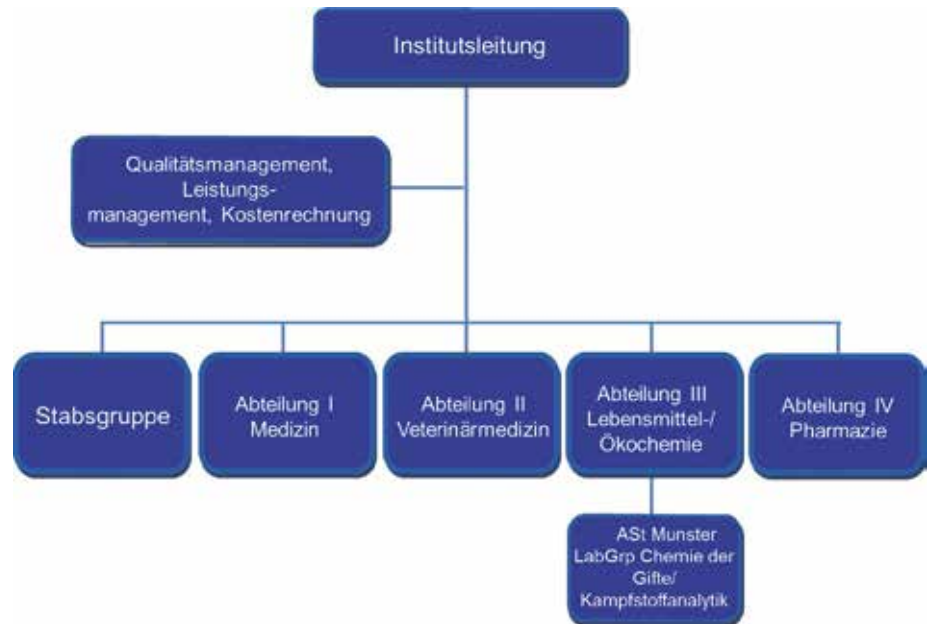 Institutsleitung
Qualitätsmanagement,
Leistungs-
management, Kostenrechnung
Stabsgruppe
Abteilung I
Medizin
Abteilung II
Veterinärmedizin
Abteilung III
Lebensmittel-/
Ökochemie
Abteilung IV
Pharmazie
ASt Munster
LabGrp Chemie der
Gifte/
Kampfstoffanalytik